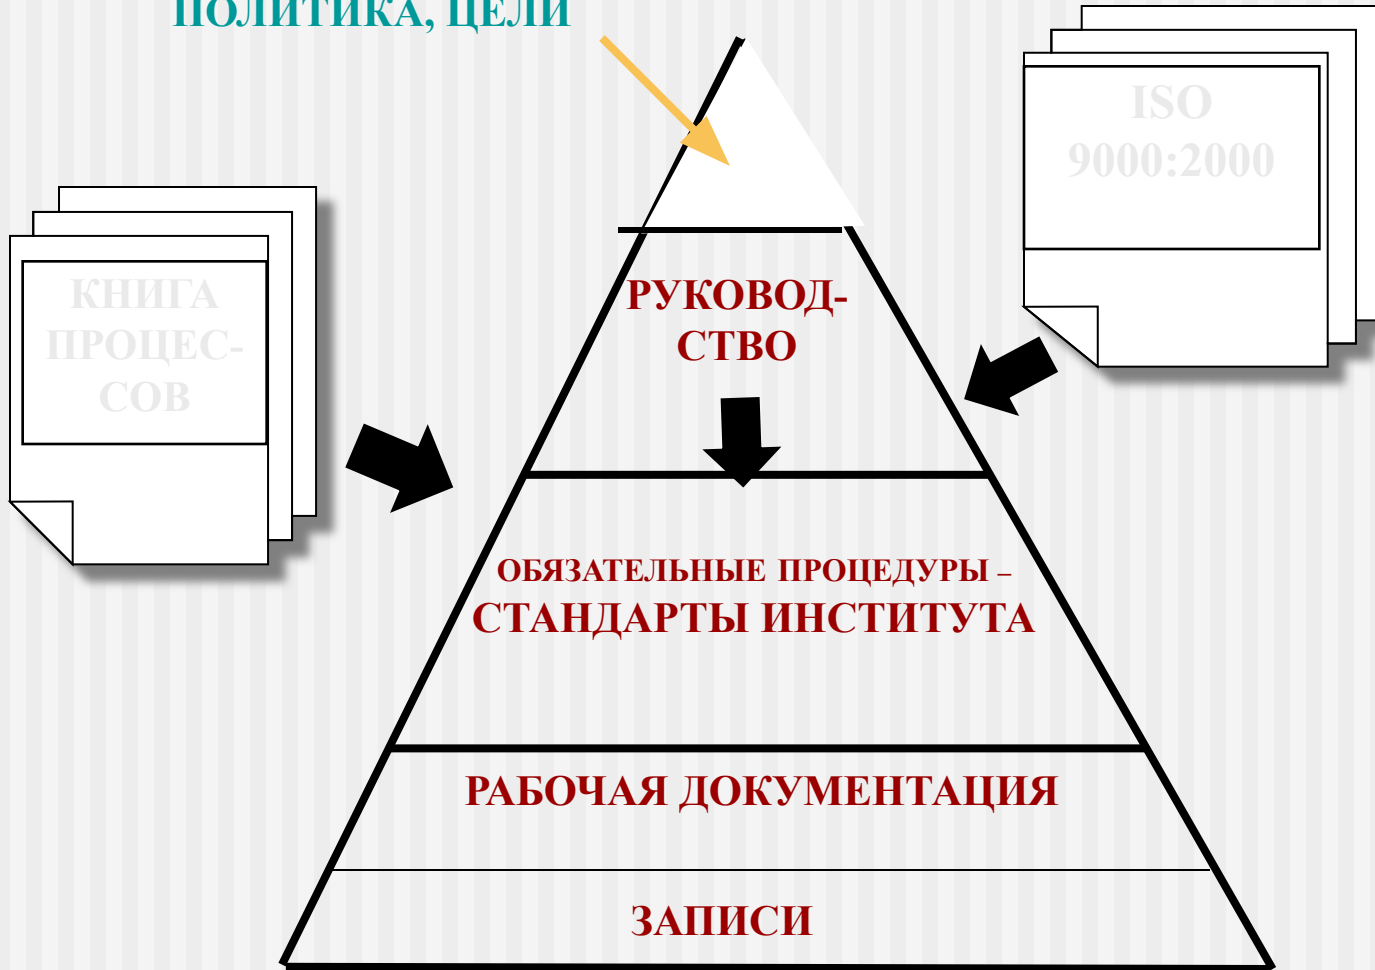 ПОЛИТИКА, ЦЕЛИ
ISO
9000:2000
КНИГА
ПРОЦЕС-
СОВ
РУКОВОД-
СТВО
ОБЯЗАТЕЛЬНЫЕ ПРОЦЕДУРЫ –
СТАНДАРТЫ ИНСТИТУТА
РАБОЧАЯ ДОКУМЕНТАЦИЯ
ЗАПИСИ